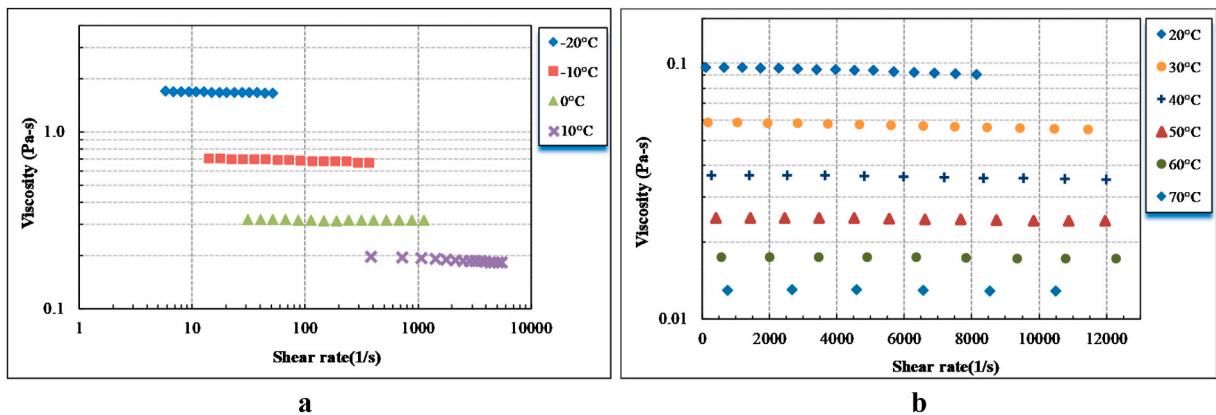 -20°C
-10°C
0°C
10°C
1.0
0.1
Viscosity (Pa-s)
1 10 100 1000 10000
Shear rate(1/s)
a
20°C
30°C
40°C
50°C
60°C
70°C
0.1
0.01
Viscosity (Pa-s)
0 2000 4000 6000 8000 10000 12000
Shear rate(1/s)
b